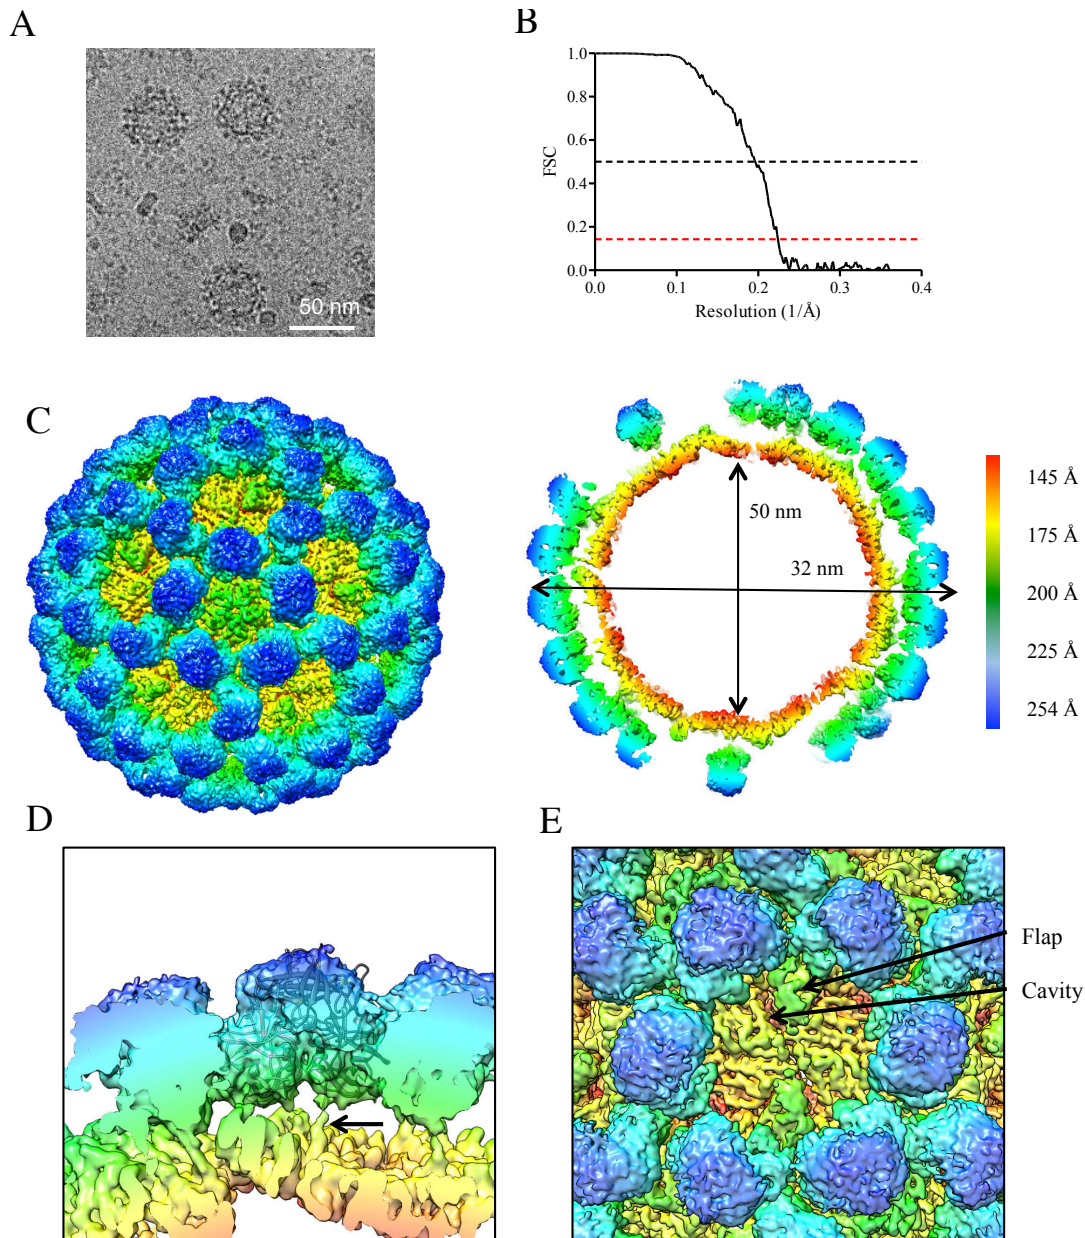 A
50 nm
B
1.0
0.8
0.6
0.4
0.2
0.0
FSC
0.0 0.1 0.2 0.3 0.4
Resolution (1/Å)
C
50 nm
32 nm
145 Å
175 Å
200 Å
225 Å
254 Å
D
E
Flap
Cavity